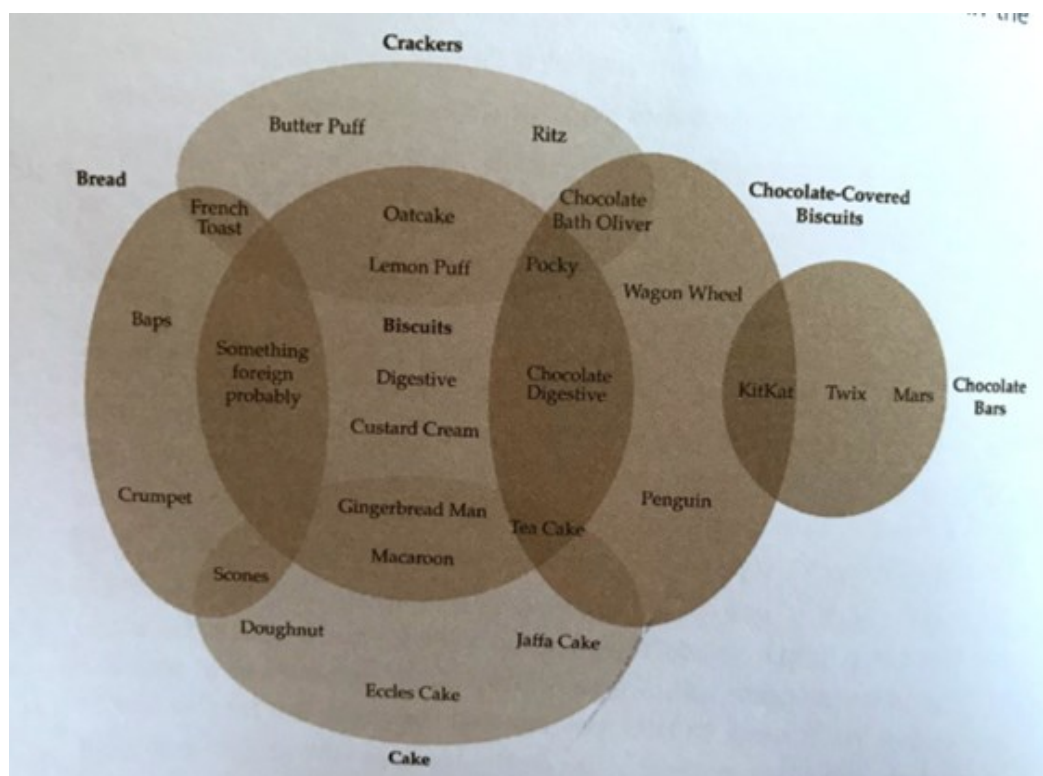 the
Crackers
Butter Puff
Ritz
Bread
French
Toast
Oatcake
Chocolate
Bath Oliver
Chocolate-Covered
Biscuits
Lemon Puff
Pocky
Wagon Wheel
Baps
Biscuits
Something
foreign
probably
Digestive
Chocolate
Digestive
KitKat
Twix
Mars
Chocolate
Bars
Custard Cream
Crumpet
Gingerbread Man
Tea Cake
Penguin
Macaroon
Scones
Doughnut
Jaffa Cake
Eccles Cake
Cake